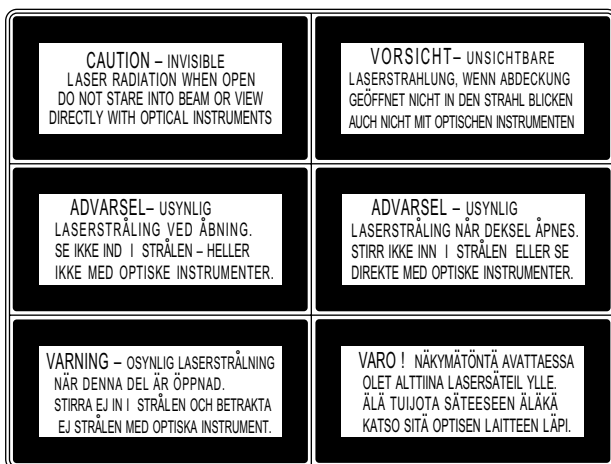 CAUTION – INVISIBLE
LASER RADIATION WHEN OPEN
DO NOT STARE INTO BEAM OR VIEW
DIRECTLY WITH OPTICAL INSTRUMENTS
VORSICHT– UNSICHTBARE
LASERSTRAHLUNG, WENN ABDECKUNG
GEÖFFNET NICHT IN DEN STRAHL BLICKEN
AUCH NICHT MIT OPTISCHEN INSTRUMENTEN
ADVARSEL– USYNLIG
LASERSTRÅLING VED ÅBNING.
SE IKKE IND I STRÅLEN – HELLER
IKKE MED OPTISKE INSTRUMENTER.
ADVARSEL – USYNLIG
LASERSTRÅLING NÅR DEKSEL ÅPNES.
STIRR IKKE INN I STRÅLEN ELLER SE
DIREKTE MED OPTISKE INSTRUMENTER.
VARNING – OSYNLIG LASERSTRÅLNING
NÄR DENNA DEL ÄR ÖPPNAD.
STIRRA EJ IN I STRÅLEN OCH BETRAKTA
EJ STRÅLEN MED OPTISKA INSTRUMENT.
VARO ! NÄKYMÄTÖNTÄ AVATTAESSA
OLET ALTTIINA LASERSÄTEIL YLLE.
ÄLÄ TUIJOTA SÄTEESEEN ÄLÄKÄ
KATSO SITÄ OPTISEN LAITTEEN LÄPI.